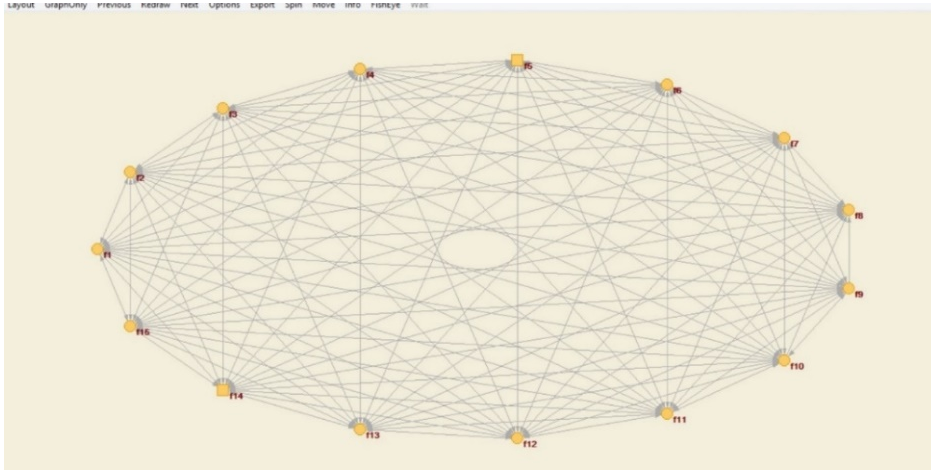 Layout GraphOnly Previous Redraw Next Options Export Spin Move Info FishEye Wait
f5
f4
f6
f3
f7
f2
f8
f1
f9
f15
f10
f14
f11
f13
f12